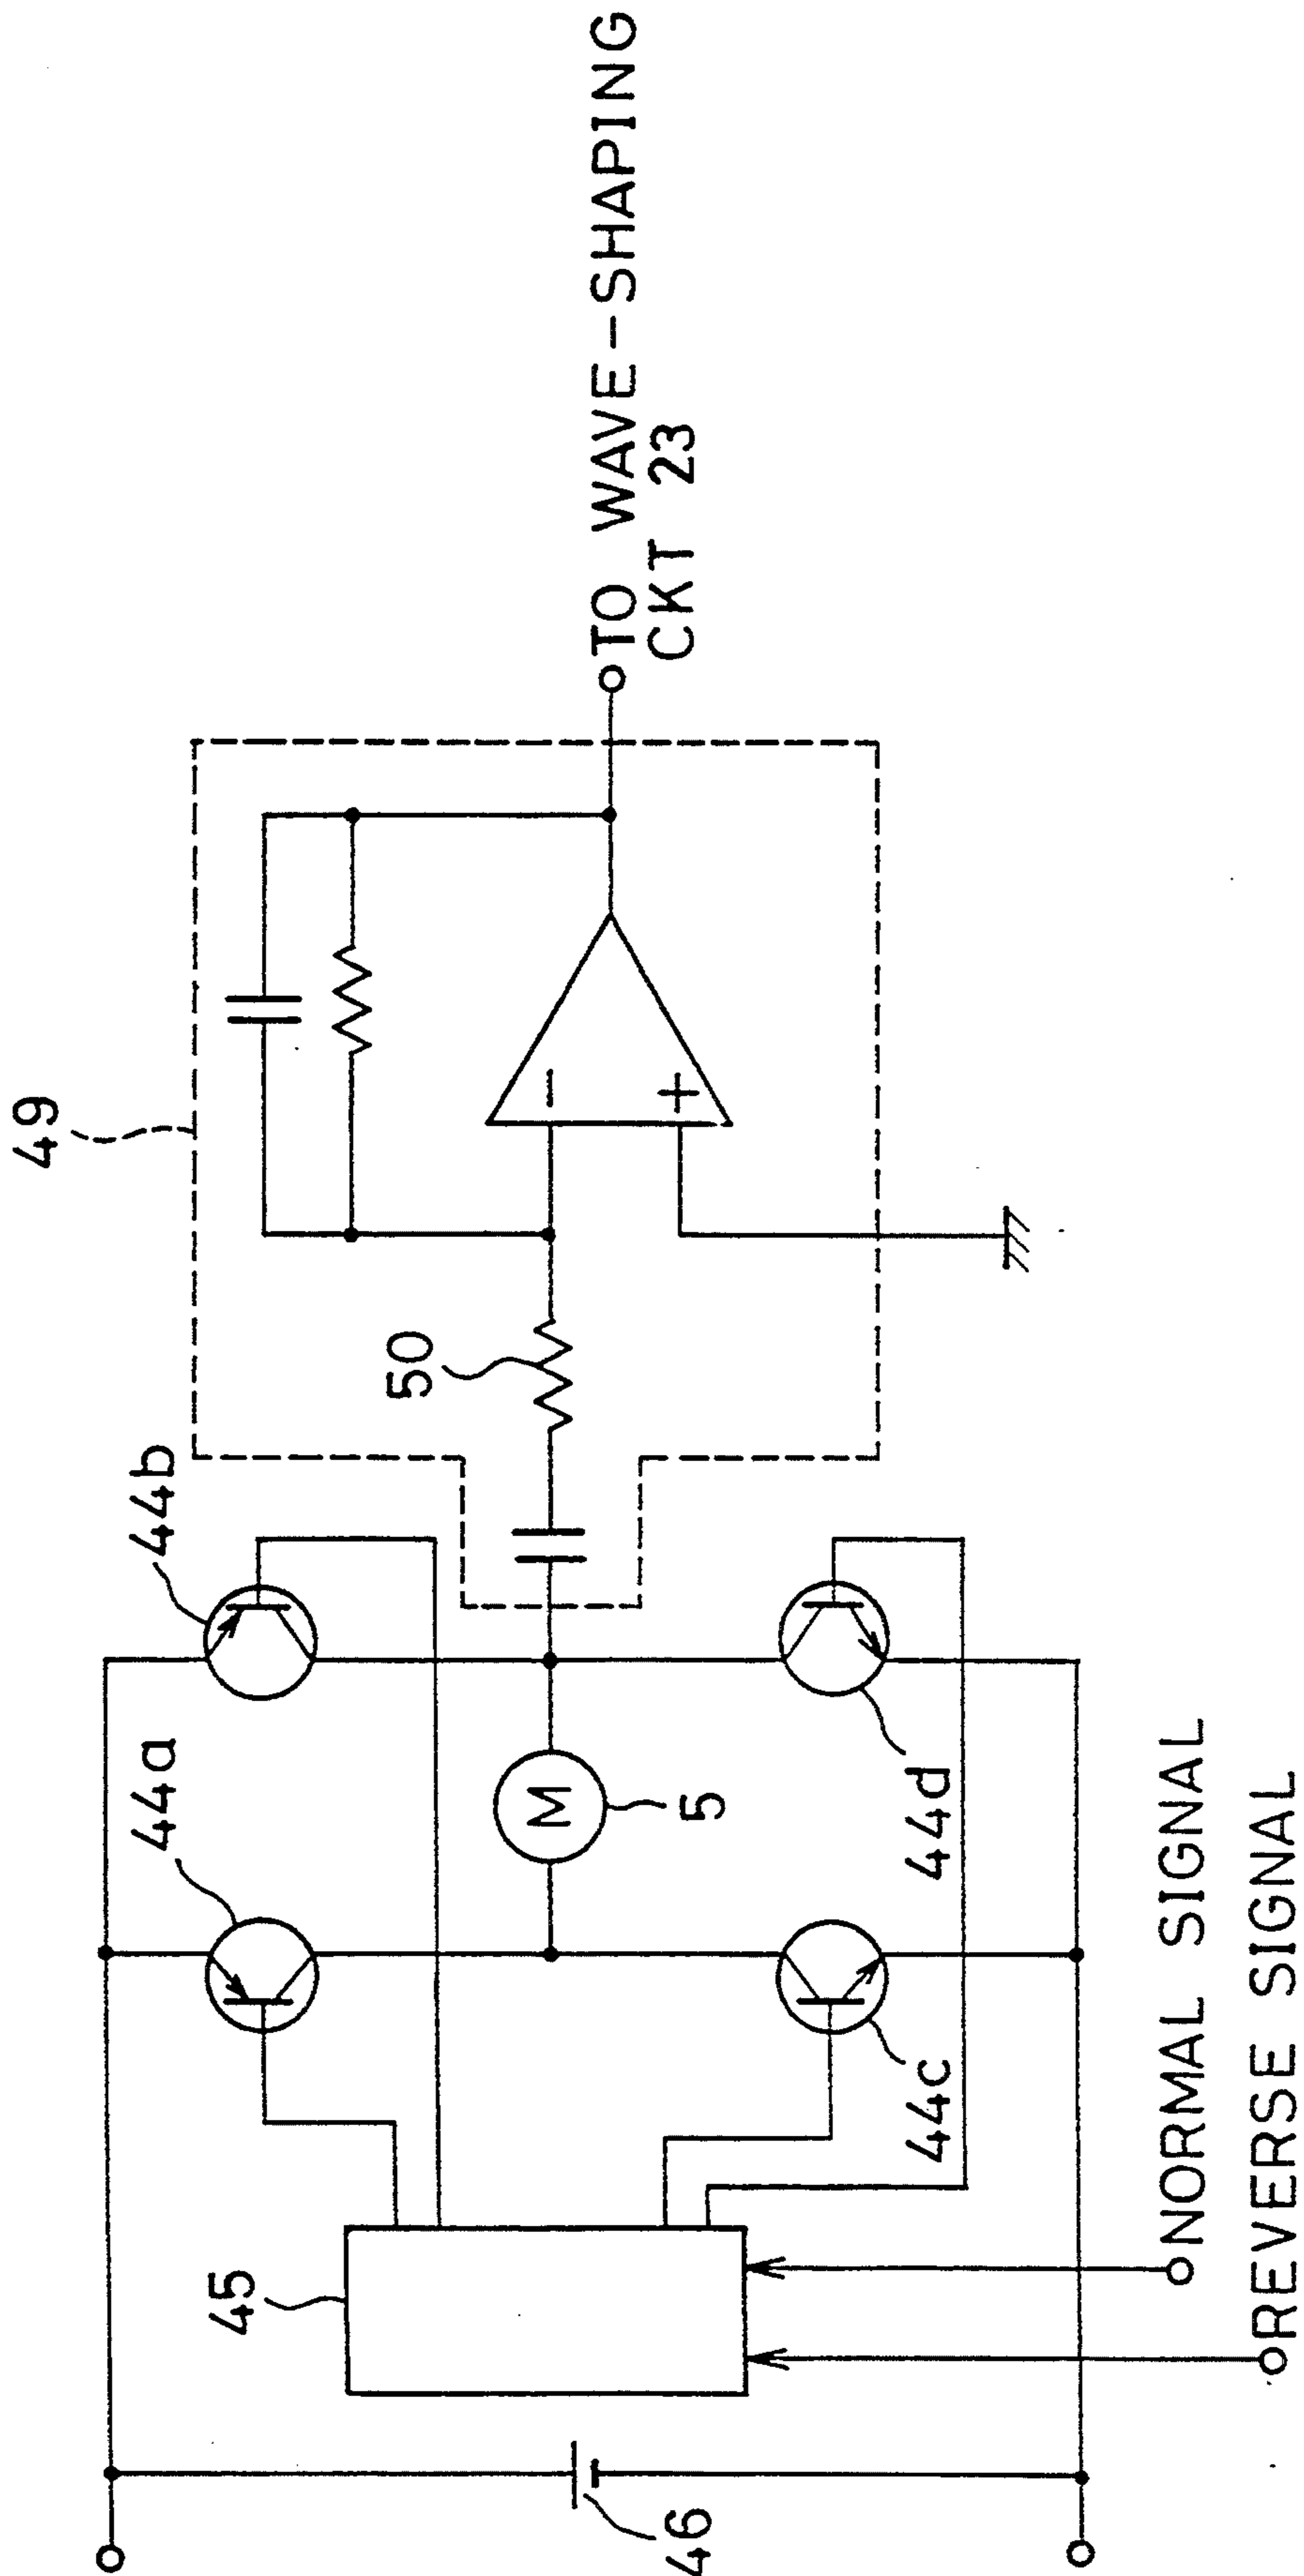 49
44b
44a
50
TO WAVE-SHAPING
CKT 23
45
M
5
46
44c
44d
NORMAL SIGNAL
REVERSE SIGNAL